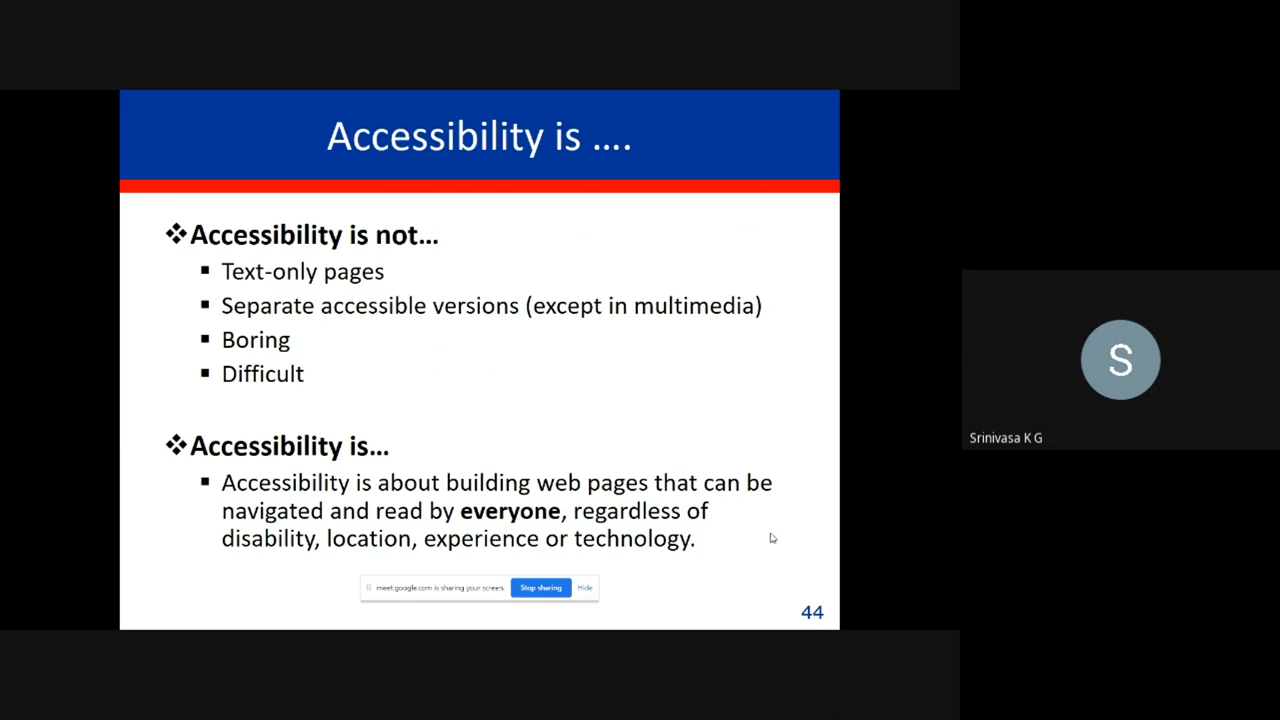 Accessibility is ....
❖Accessibility is not...
▪ Text-only pages
▪ Separate accessible versions (except in multimedia)
▪ Boring
▪ Difficult
❖Accessibility is...
▪ Accessibility is about building web pages that can be
navigated and read by everyone, regardless of
disability, location, experience or technology.
meet.google.com is sharing your screen. Stop sharing Hide
44
S
Srinivasa K G